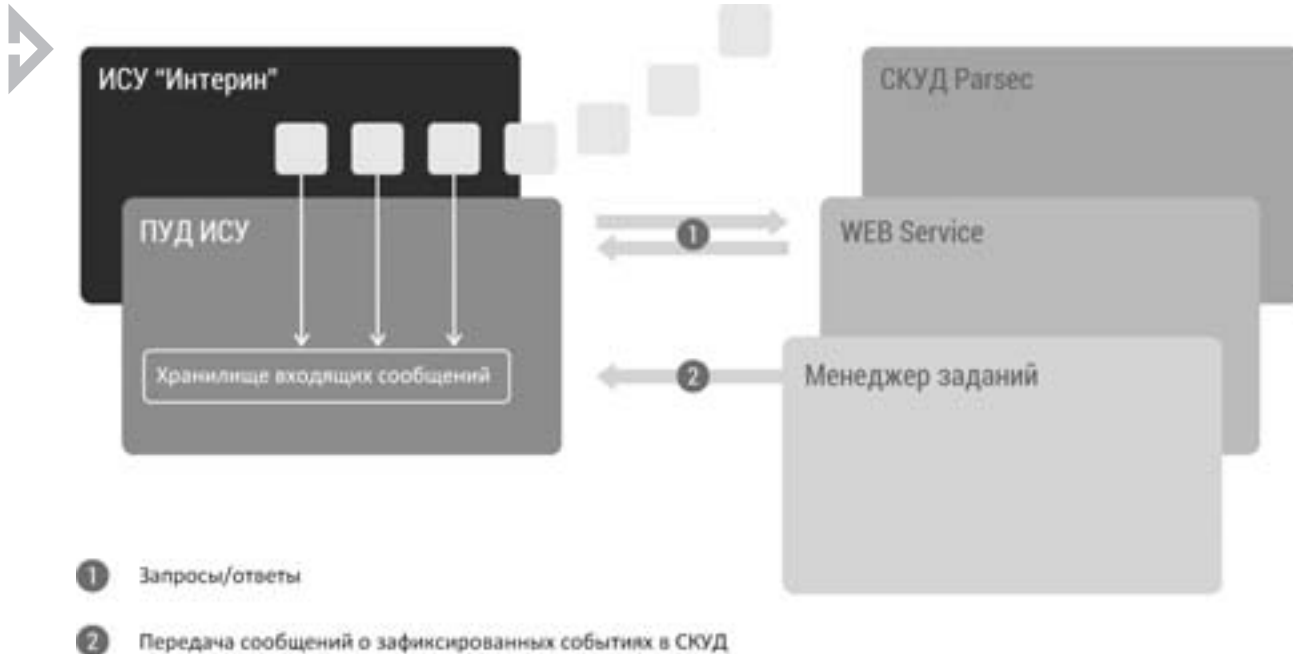 ИСУ “Интерин”
СКУД Parsec
ПУД ИСУ
1
WEB Service
Хранилище входящих сообщений
2
Менеджер заданий
1 Запросы/ответы
2 Передача сообщений о зафиксированных событиях в СКУД